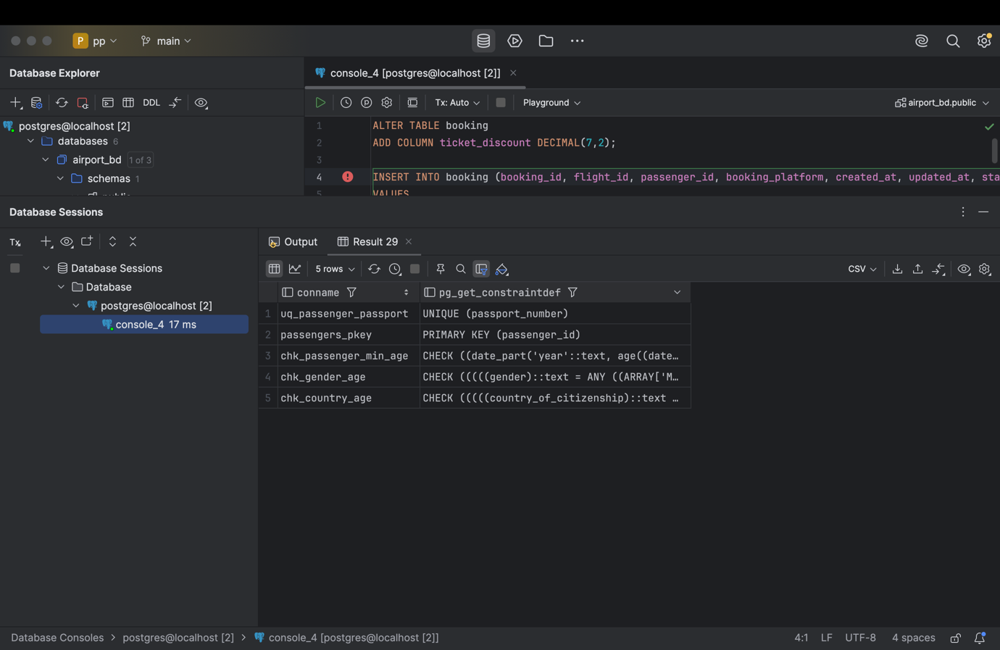 P pp main
Database Explorer
console_4 [postgres@localhost [2]]
DDL
Tx: Auto Playground airport_bd.public
postgres@localhost [2]
databases 6
airport_bd 1 of 3
schemas 1
public
1 ALTER TABLE booking
2 ADD COLUMN ticket_discount DECIMAL(7,2);
3
4 INSERT INTO booking (booking_id, flight_id, passenger_id, booking_platform, created_at, updated_at, sta
5 VALUES
Database Sessions
Tx
Database Sessions
Database
postgres@localhost [2]
console_4 17 ms
Output Result 29
5 rows CSV
conname pg_get_constraintdef
1 uq_passenger_passport UNIQUE (passport_number)
2 passengers_pkey PRIMARY KEY (passenger_id)
3 chk_passenger_min_age CHECK ((date_part('year'::text, age((date…
4 chk_gender_age CHECK (((((gender)::text = ANY ((ARRAY['M…
5 chk_country_age CHECK (((((country_of_citizenship)::text …
Database Consoles > postgres@localhost [2] > console_4 [postgres@localhost [2]]
4:1 LF UTF-8 4 spaces